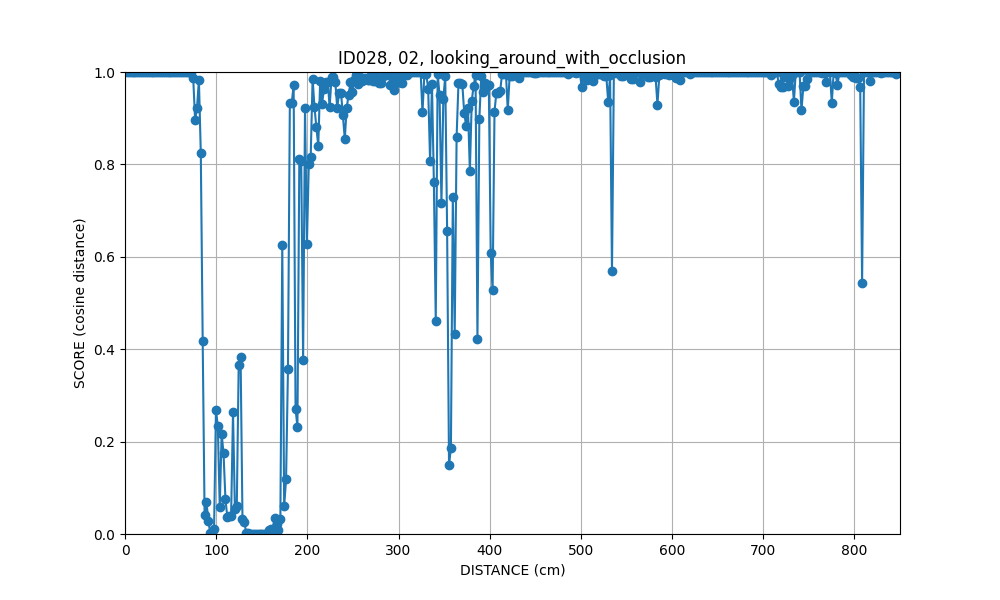 ID028, 02, looking_around_with_occlusion
1.0
0.8
0.6
0.4
0.2
0.0
SCORE (cosine distance)
0 100 200 300 400 500 600 700 800
DISTANCE (cm)